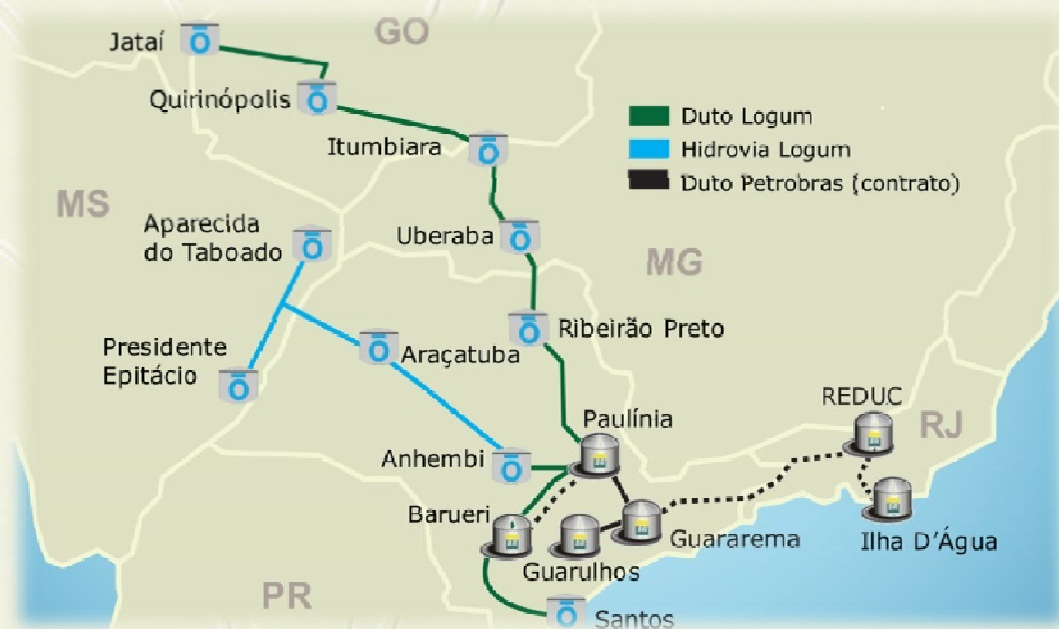 GO
Jataí
Quirinópolis
Itumbiara
Duto Logum
Hidrovia Logum
Duto Petrobras (contrato)
MS
Aparecida
do Taboado
Uberaba
MG
Ribeirão Preto
Presidente
Epitácio
Araçatuba
REDUC
RJ
Paulínia
Anhembi
Barueri
Guararema
Ilha D'Água
Guarulhos
PR
Santos